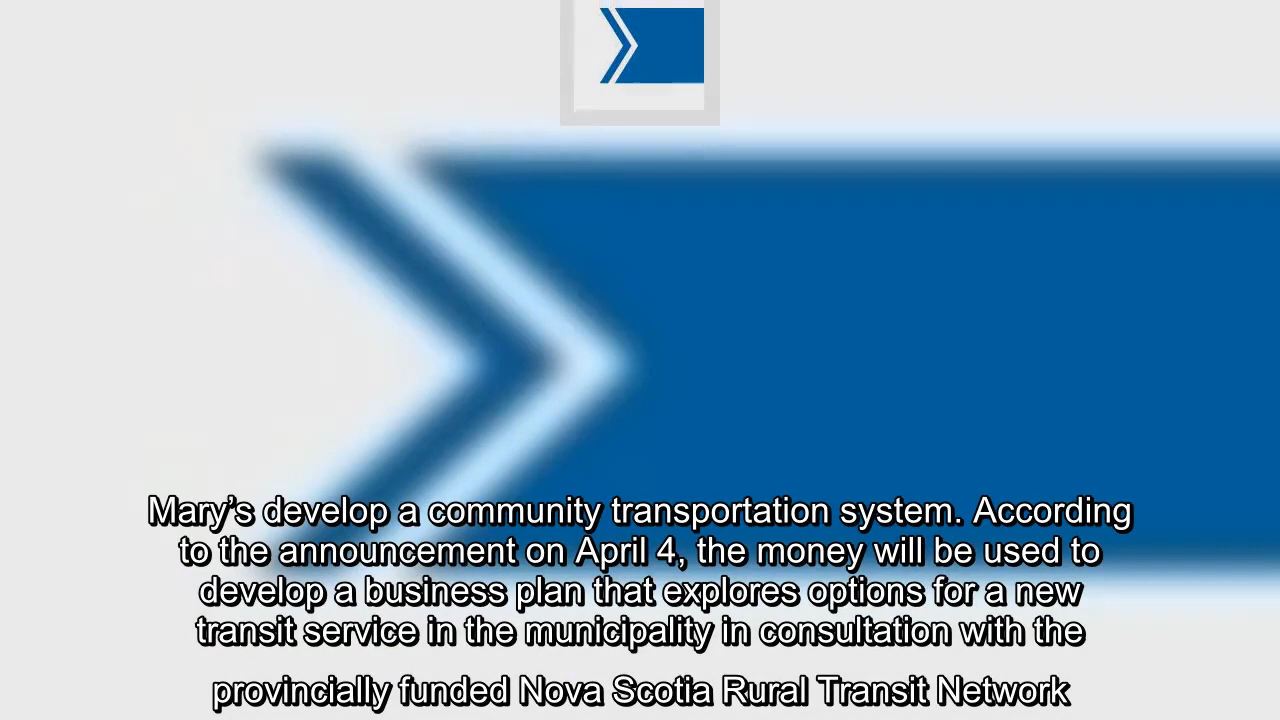 Mary’s develop a community transportation system. According
to the announcement on April 4, the money will be used to
develop a business plan that explores options for a new
transit service in the municipality in consultation with the
provincially funded Nova Scotia Rural Transit Network